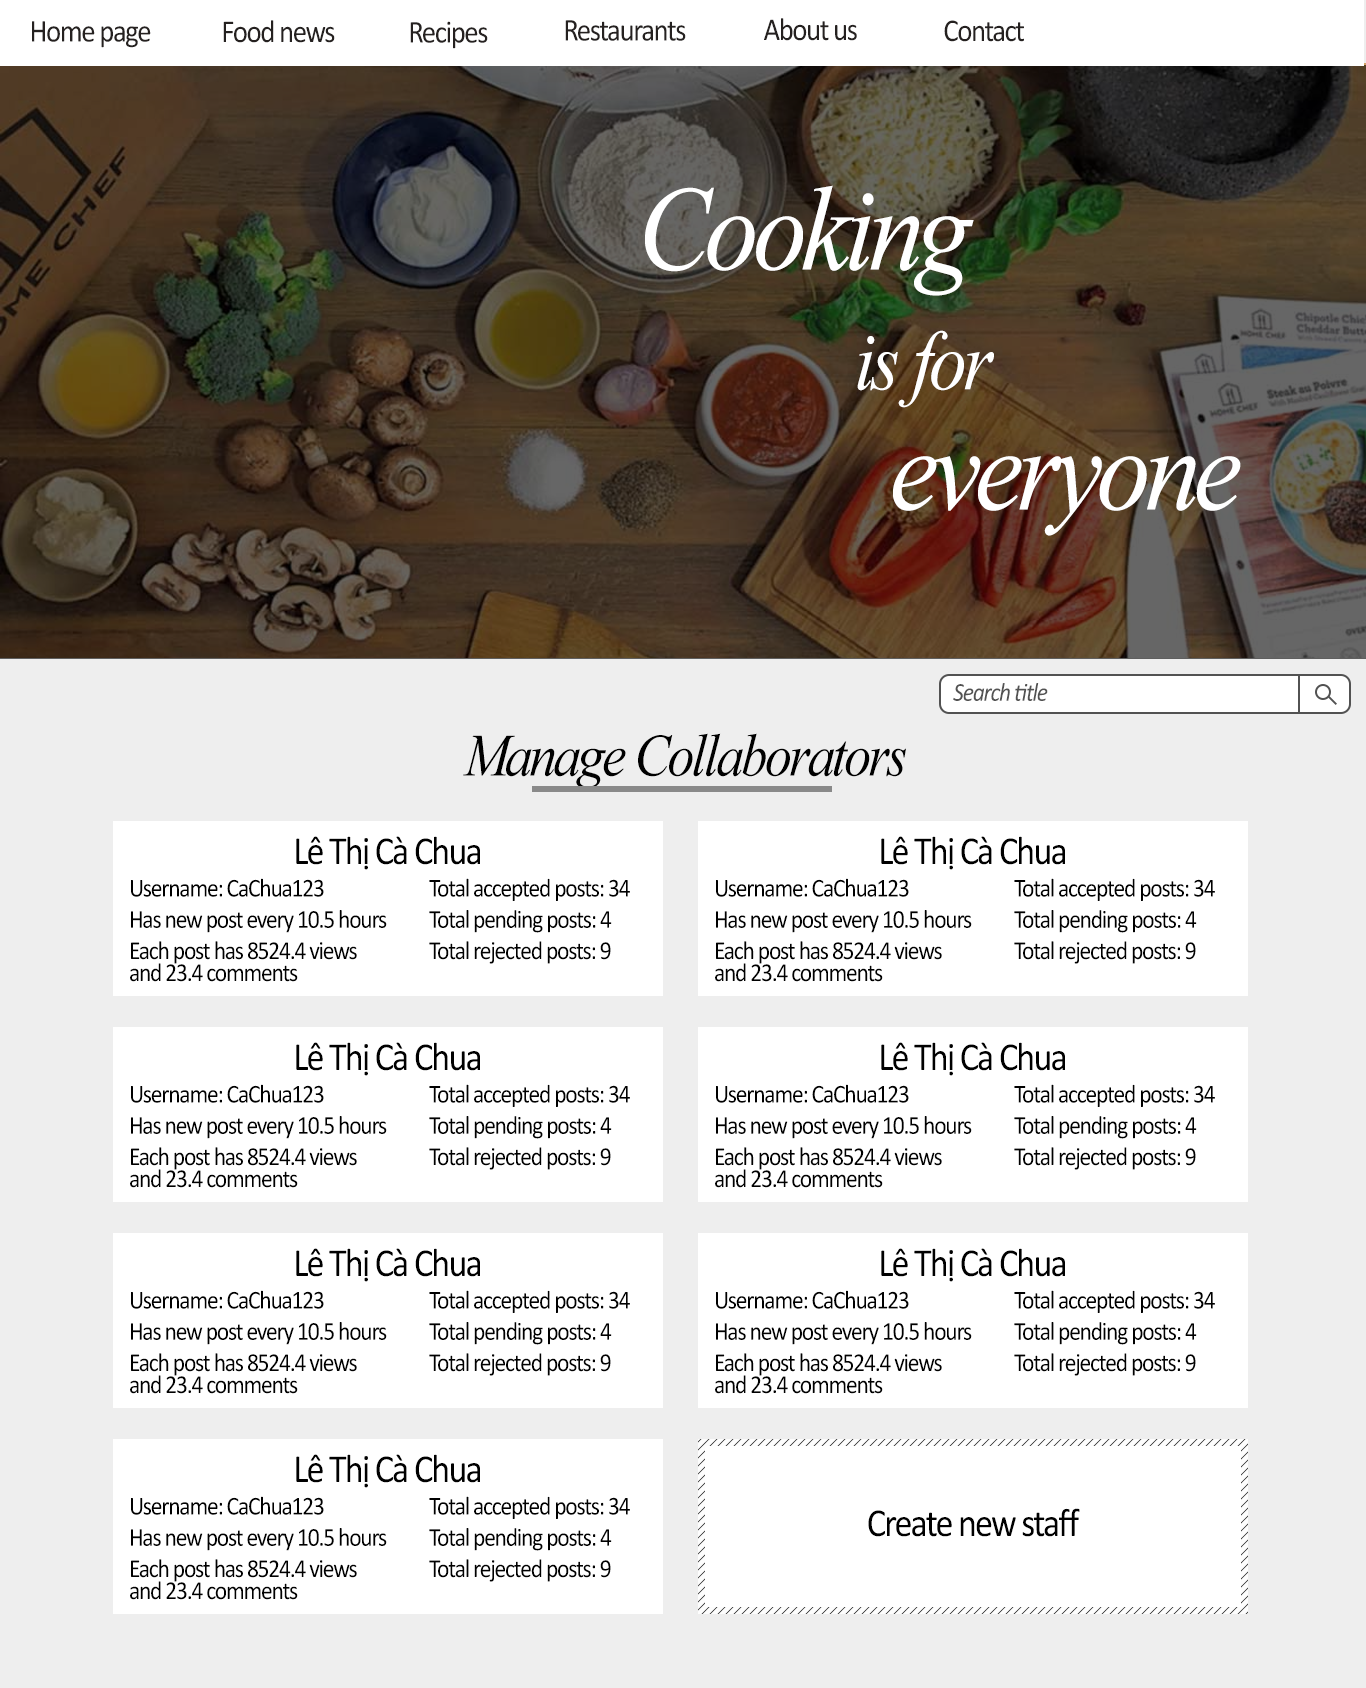 Home page Food news Recipes Restaurants About us Contact
HOME CHEF
Cooking
is for
everyone
HOME CHEF
Cheddar
HOME CHEF
Steak au Poivre
Search title
Manage Collaborators
Lê Thị Cà Chua
Username: CaChua123 Total accepted posts: 34
Has new post every 10.5 hours Total pending posts: 4
Each post has 8524.4 views Total rejected posts: 9
and 23.4 comments
Lê Thị Cà Chua
Username: CaChua123 Total accepted posts: 34
Has new post every 10.5 hours Total pending posts: 4
Each post has 8524.4 views Total rejected posts: 9
and 23.4 comments
Lê Thị Cà Chua
Username: CaChua123 Total accepted posts: 34
Has new post every 10.5 hours Total pending posts: 4
Each post has 8524.4 views Total rejected posts: 9
and 23.4 comments
Lê Thị Cà Chua
Username: CaChua123 Total accepted posts: 34
Has new post every 10.5 hours Total pending posts: 4
Each post has 8524.4 views Total rejected posts: 9
and 23.4 comments
Lê Thị Cà Chua
Username: CaChua123 Total accepted posts: 34
Has new post every 10.5 hours Total pending posts: 4
Each post has 8524.4 views Total rejected posts: 9
and 23.4 comments
Lê Thị Cà Chua
Username: CaChua123 Total accepted posts: 34
Has new post every 10.5 hours Total pending posts: 4
Each post has 8524.4 views Total rejected posts: 9
and 23.4 comments
Lê Thị Cà Chua
Username: CaChua123 Total accepted posts: 34
Has new post every 10.5 hours Total pending posts: 4
Each post has 8524.4 views Total rejected posts: 9
and 23.4 comments
Create new staff